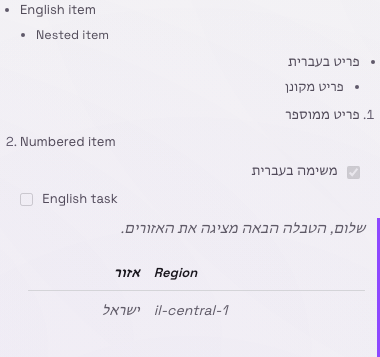 • English item
• Nested item
• פריט בעברית
• פריט מקונן
1. פריט ממוספר
2. Numbered item
משימה בעברית
English task
שלום, הטבלה הבאה מציגה את האזורים.
אזור Region
ישראל il-central-1